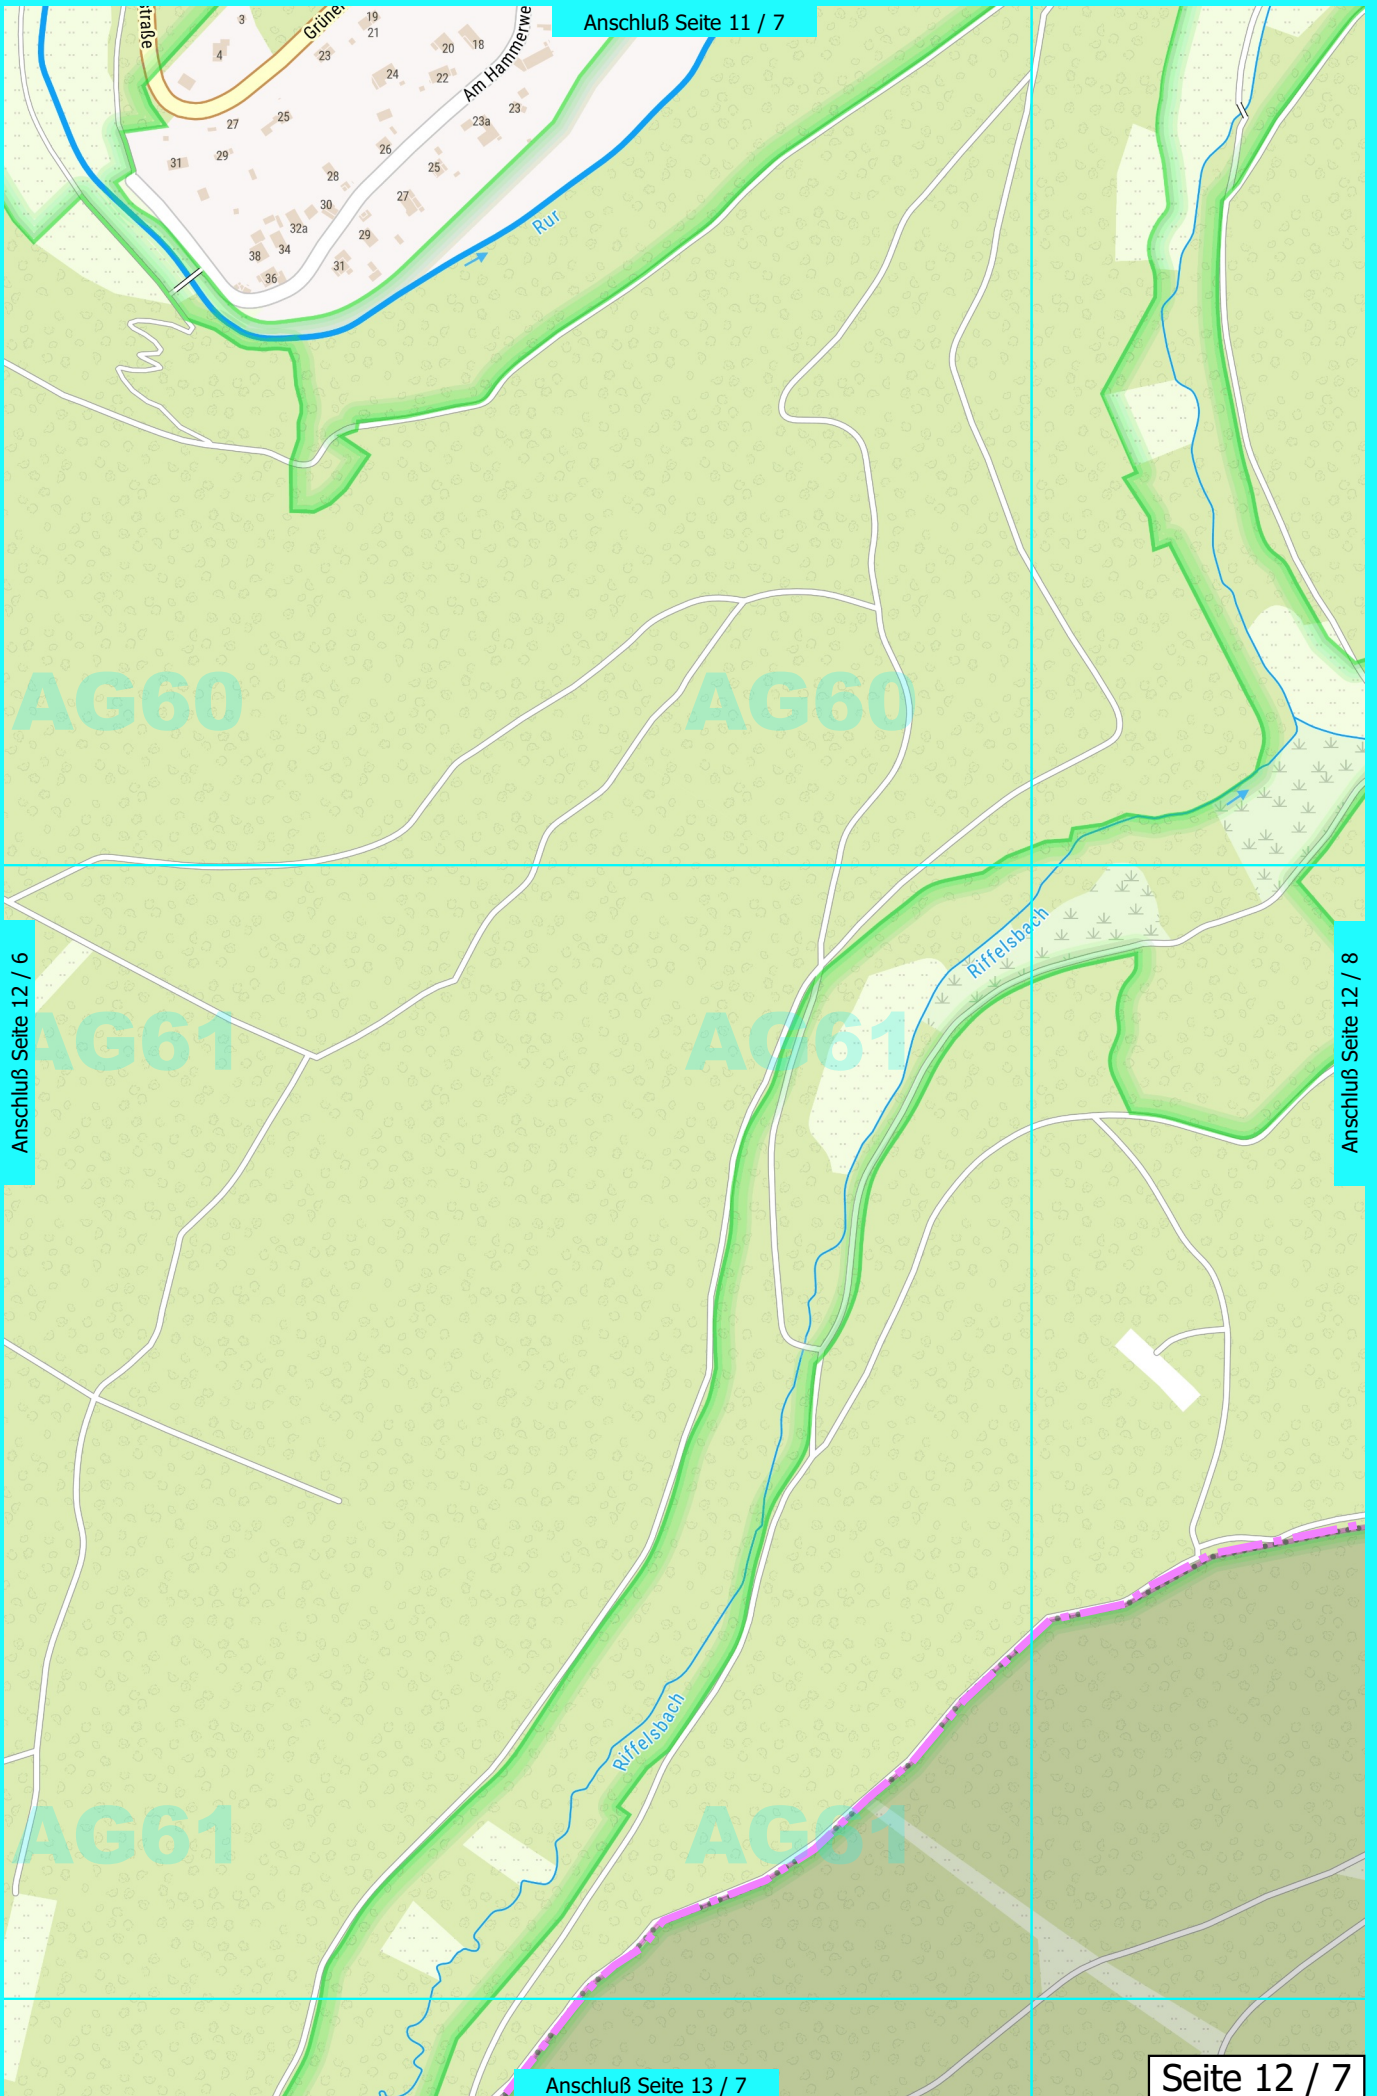 Anschluß Seite 11 / 7
straße
Grüner
3
19
21
4
23
20
18
24
22
Am Hammerwe
23
23a
27
25
31
29
26
25
28
27
30
32a
29
34
38
31
36
Rur
AG60
AG60
Riffelsbach
Anschluß Seite 12 / 6
Anschluß Seite 12 / 8
AG61
AG61
Riffelsbach
AG61
AG61
Anschluß Seite 13 / 7
Seite 12 / 7